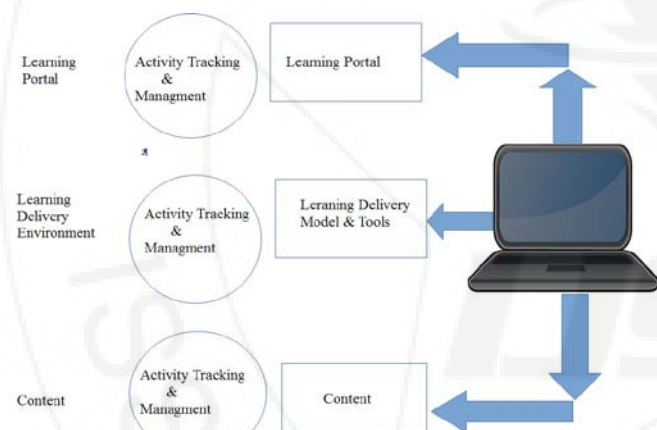 Learning
Portal
Activity Tracking
&
Managment
Learning Portal
Learning
Delivery
Environment
Activity Tracking
&
Managment
Leraning Delivery
Model & Tools
Content
Activity Tracking
&
Managment
Content